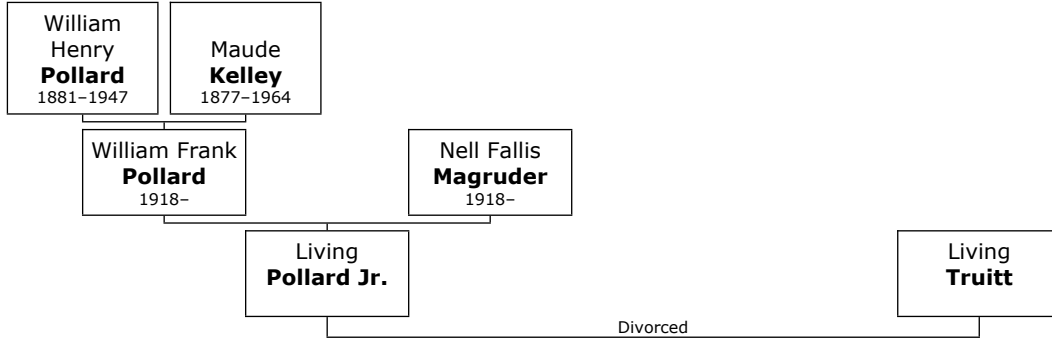 William
Henry
Pollard
1881–1947
Maude
Kelley
1877–1964
William Frank
Pollard
1918–
Nell Fallis
Magruder
1918–
Living
Pollard Jr.
Living
Truitt
Divorced